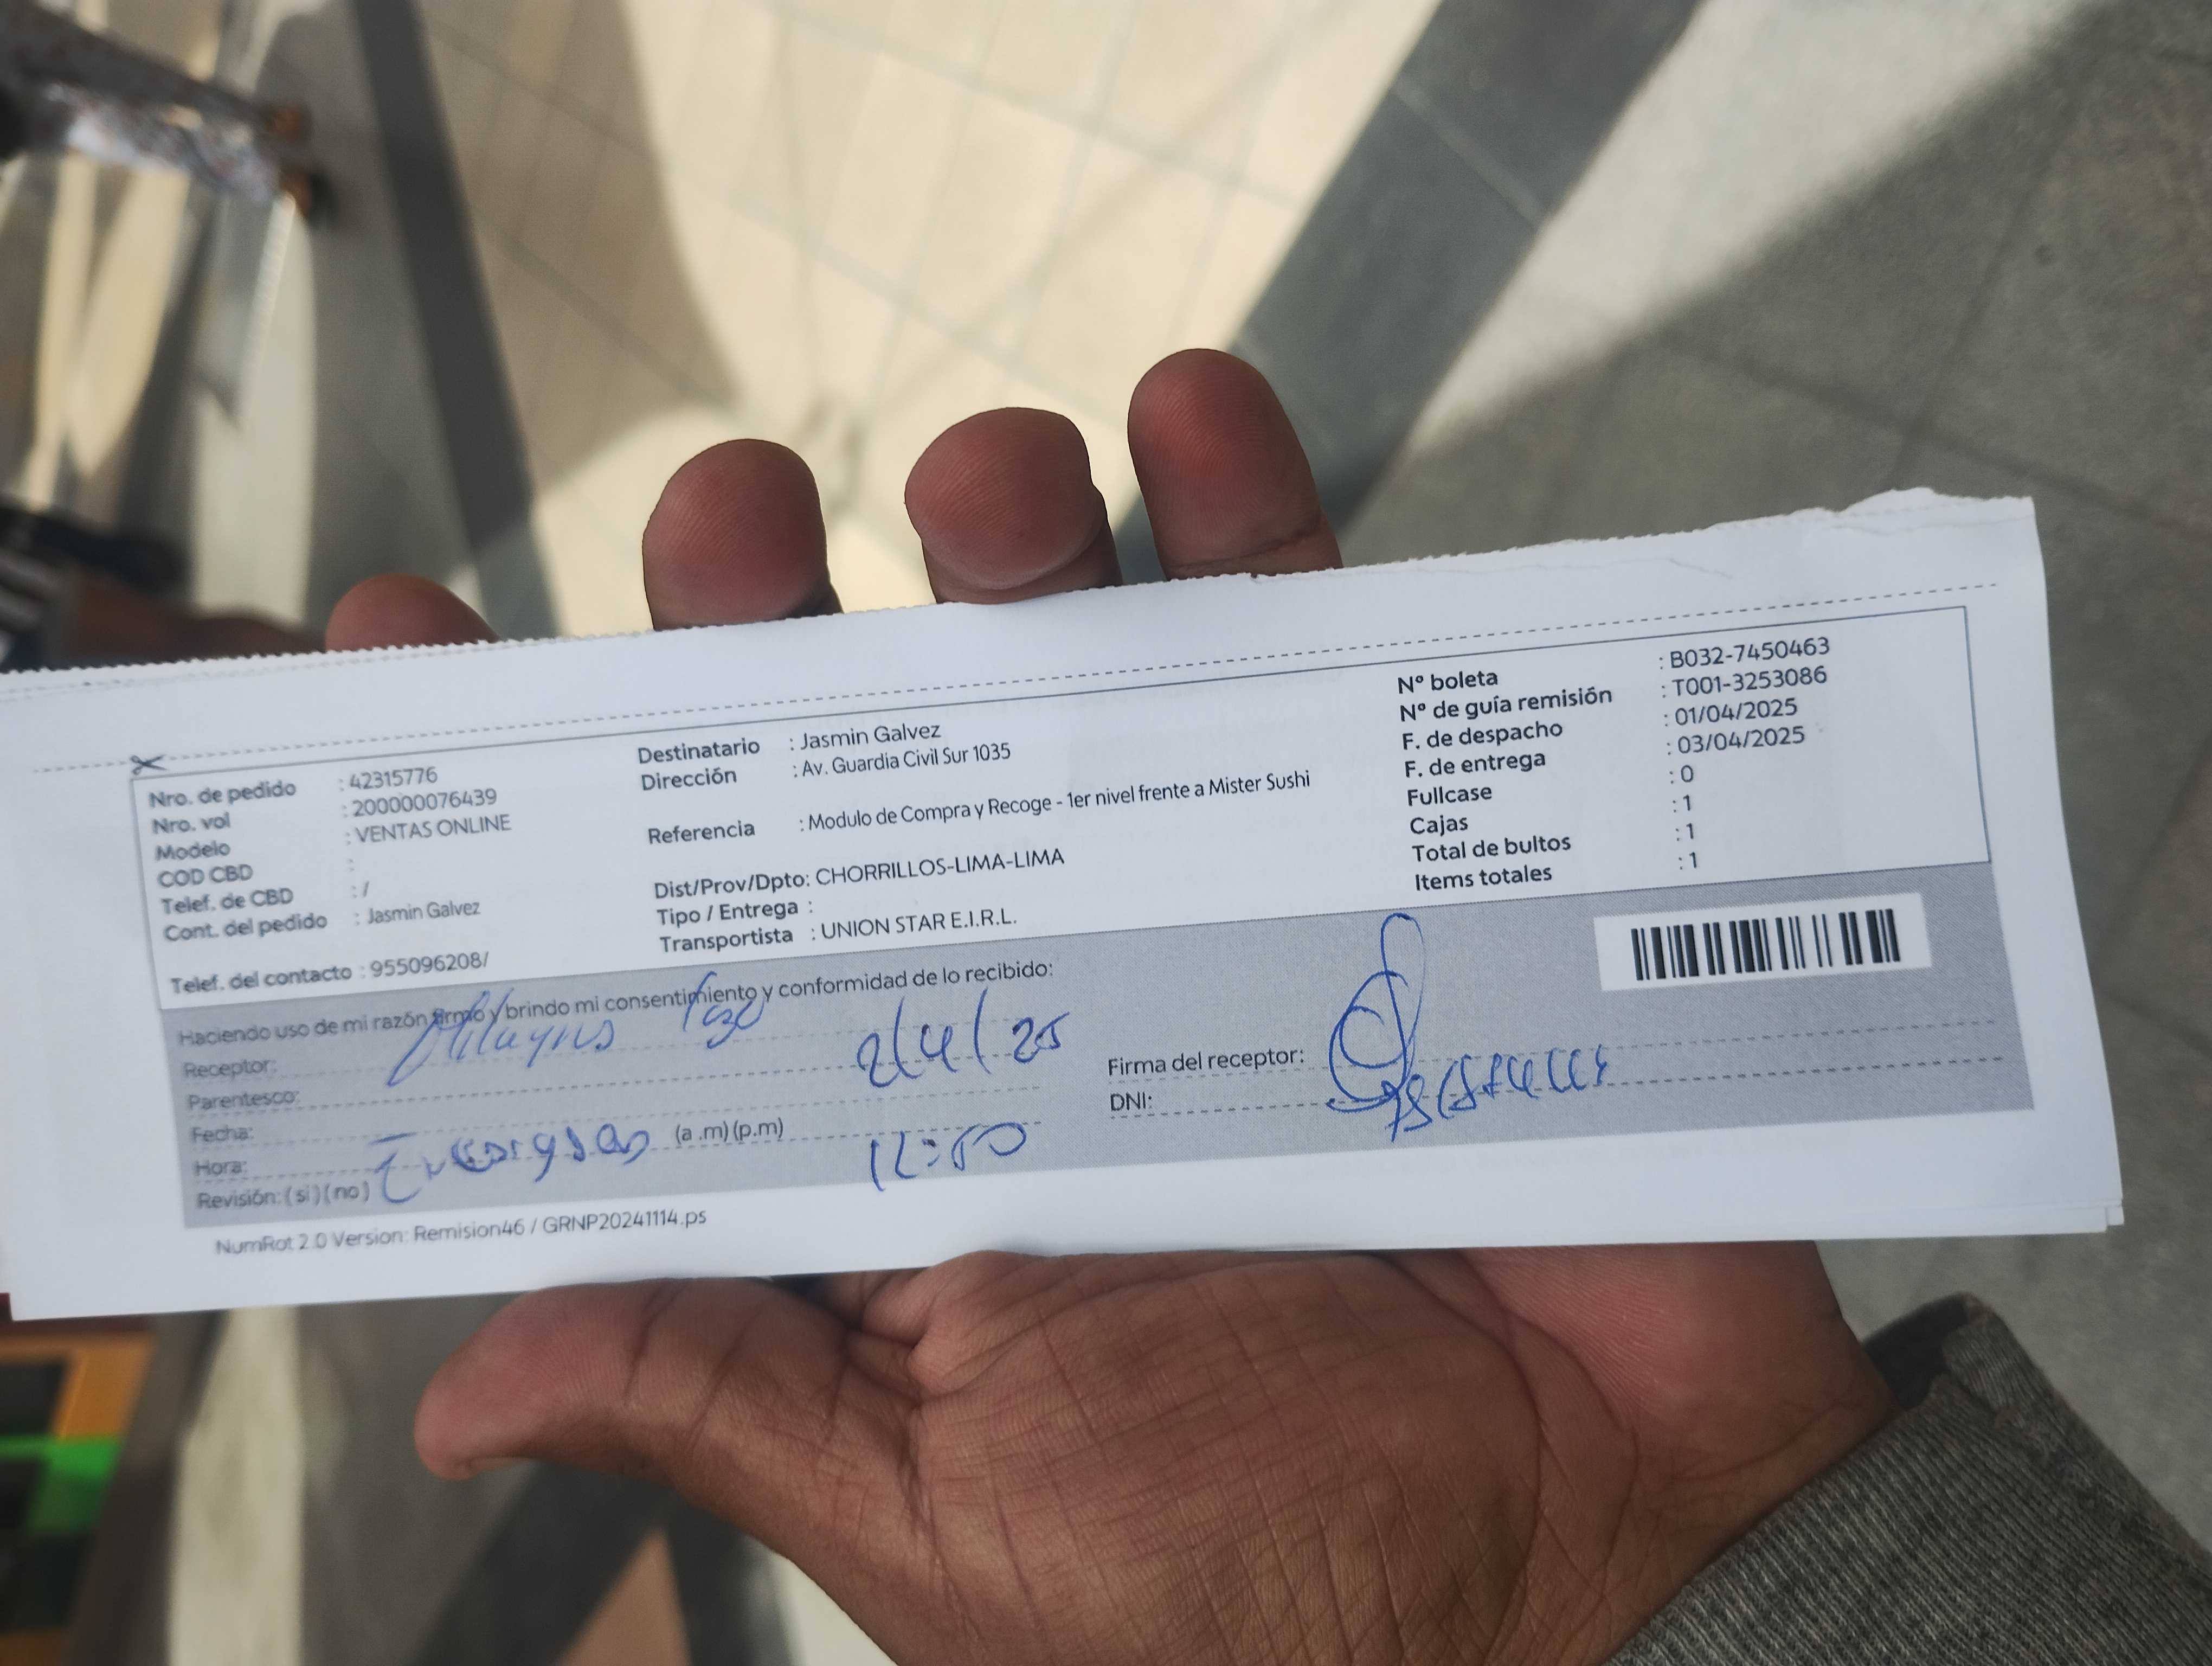 Nro. de pedido : 42315776
Nro. vol : 200000076439
Modelo : VENTAS ONLINE
COD CBD :
Telef. de CBD : /
Cont. del pedido : Jasmin Galvez
Telef. del contacto : 955096208/
Destinatario : Jasmin Galvez
Dirección : Av. Guardia Civil Sur 1035
Referencia : Modulo de Compra y Recoge - 1er nivel frente a Mister Sushi
Dist/Prov/Dpto: CHORRILLOS-LIMA-LIMA
Tipo / Entrega :
Transportista : UNION STAR E.I.R.L.
Nº boleta : B032-7450463
Nº de guía remisión : T001-3253086
F. de despacho : 01/04/2025
F. de entrega : 03/04/2025
Fullcase : 0
Cajas : 1
Total de bultos : 1
Items totales : 1
Haciendo uso de mi razón firmo y brindo mi consentimiento y conformidad de lo recibido:
Receptor: Milagros
Parentesco: 2/4/25
Fecha:
Hora: (a .m) (p.m)
Revisión: ( si ) ( no ) 12:50
Firma del receptor:
DNI:
NumRot 2.0 Version: Remision46 / GRNP20241114.ps